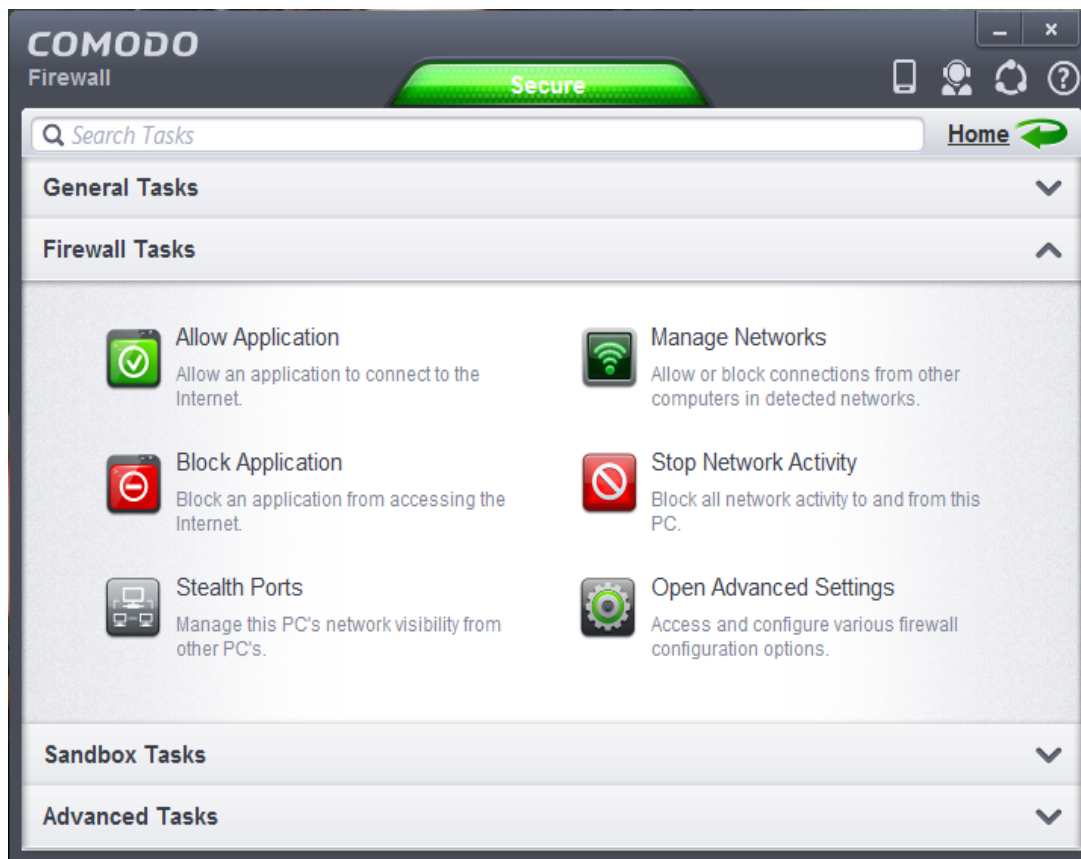 COMODO
Firewall
Secure
Search Tasks
Home
General Tasks
Firewall Tasks
Allow Application
Allow an application to connect to the
Internet.
Manage Networks
Allow or block connections from other
computers in detected networks.
Block Application
Block an application from accessing the
Internet.
Stop Network Activity
Block all network activity to and from this
PC.
Stealth Ports
Manage this PC's network visibility from
other PC's.
Open Advanced Settings
Access and configure various firewall
configuration options.
Sandbox Tasks
Advanced Tasks